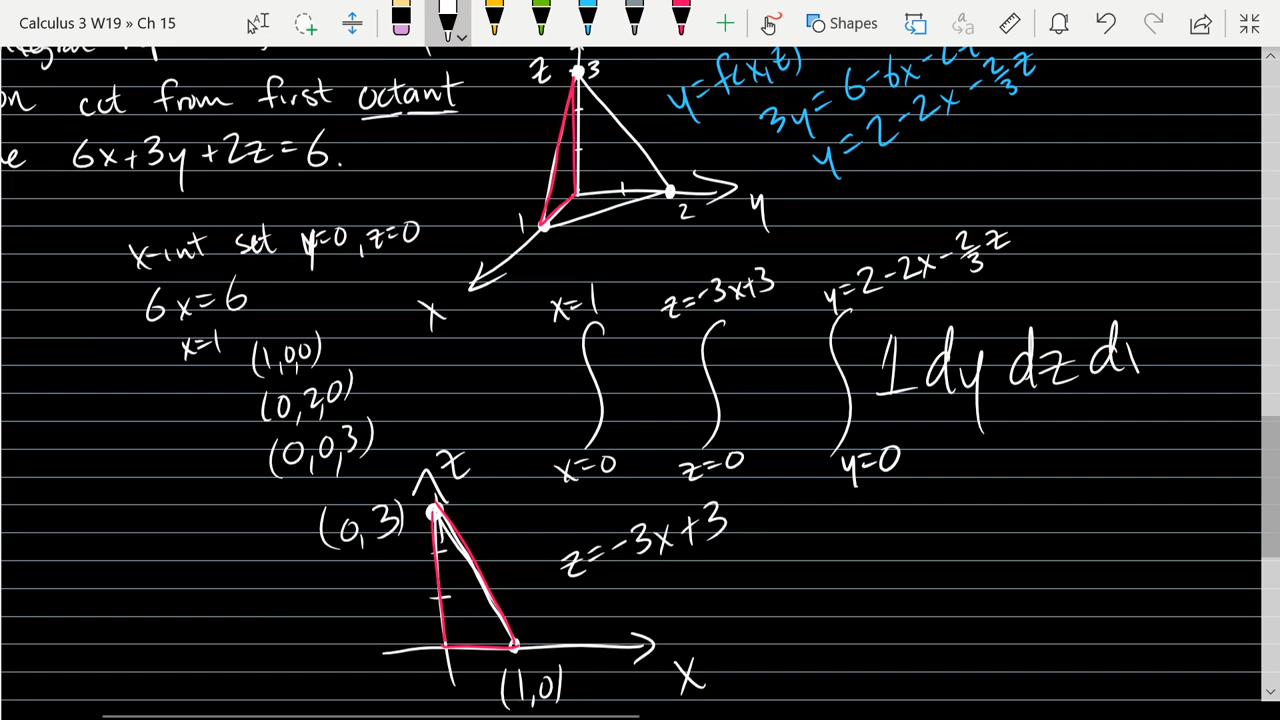 Calculus 3 W19 » Ch 15
Shapes
on cut from first octant
6x+3y+2z=6.
x-int set y=0, z=0
6x=6
x=1
(1,0,0)
(0,2,0)
(0,0,3)
z
3
1
2
y
x
y=f(x,z)
3y=6-6x-2z
y=2-2x-2/3z
x=1 z=-3x+3 y=2-2x-2/3z
∫ ∫ ∫ 1 dy dz d
x=0 z=0 y=0
z
(0,3)
z=-3x+3
(1,0)
x